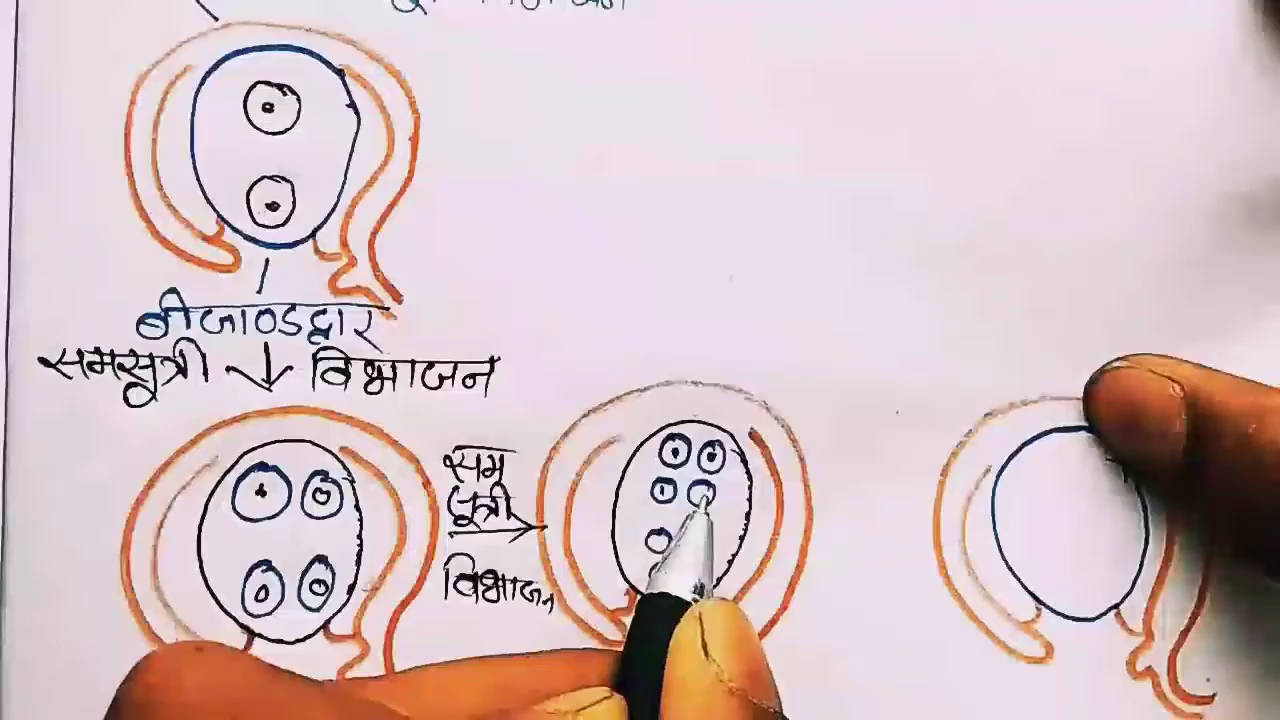 बीजाण्डद्वार
समसूत्री विभाजन
सम
सूत्री
विभाजन